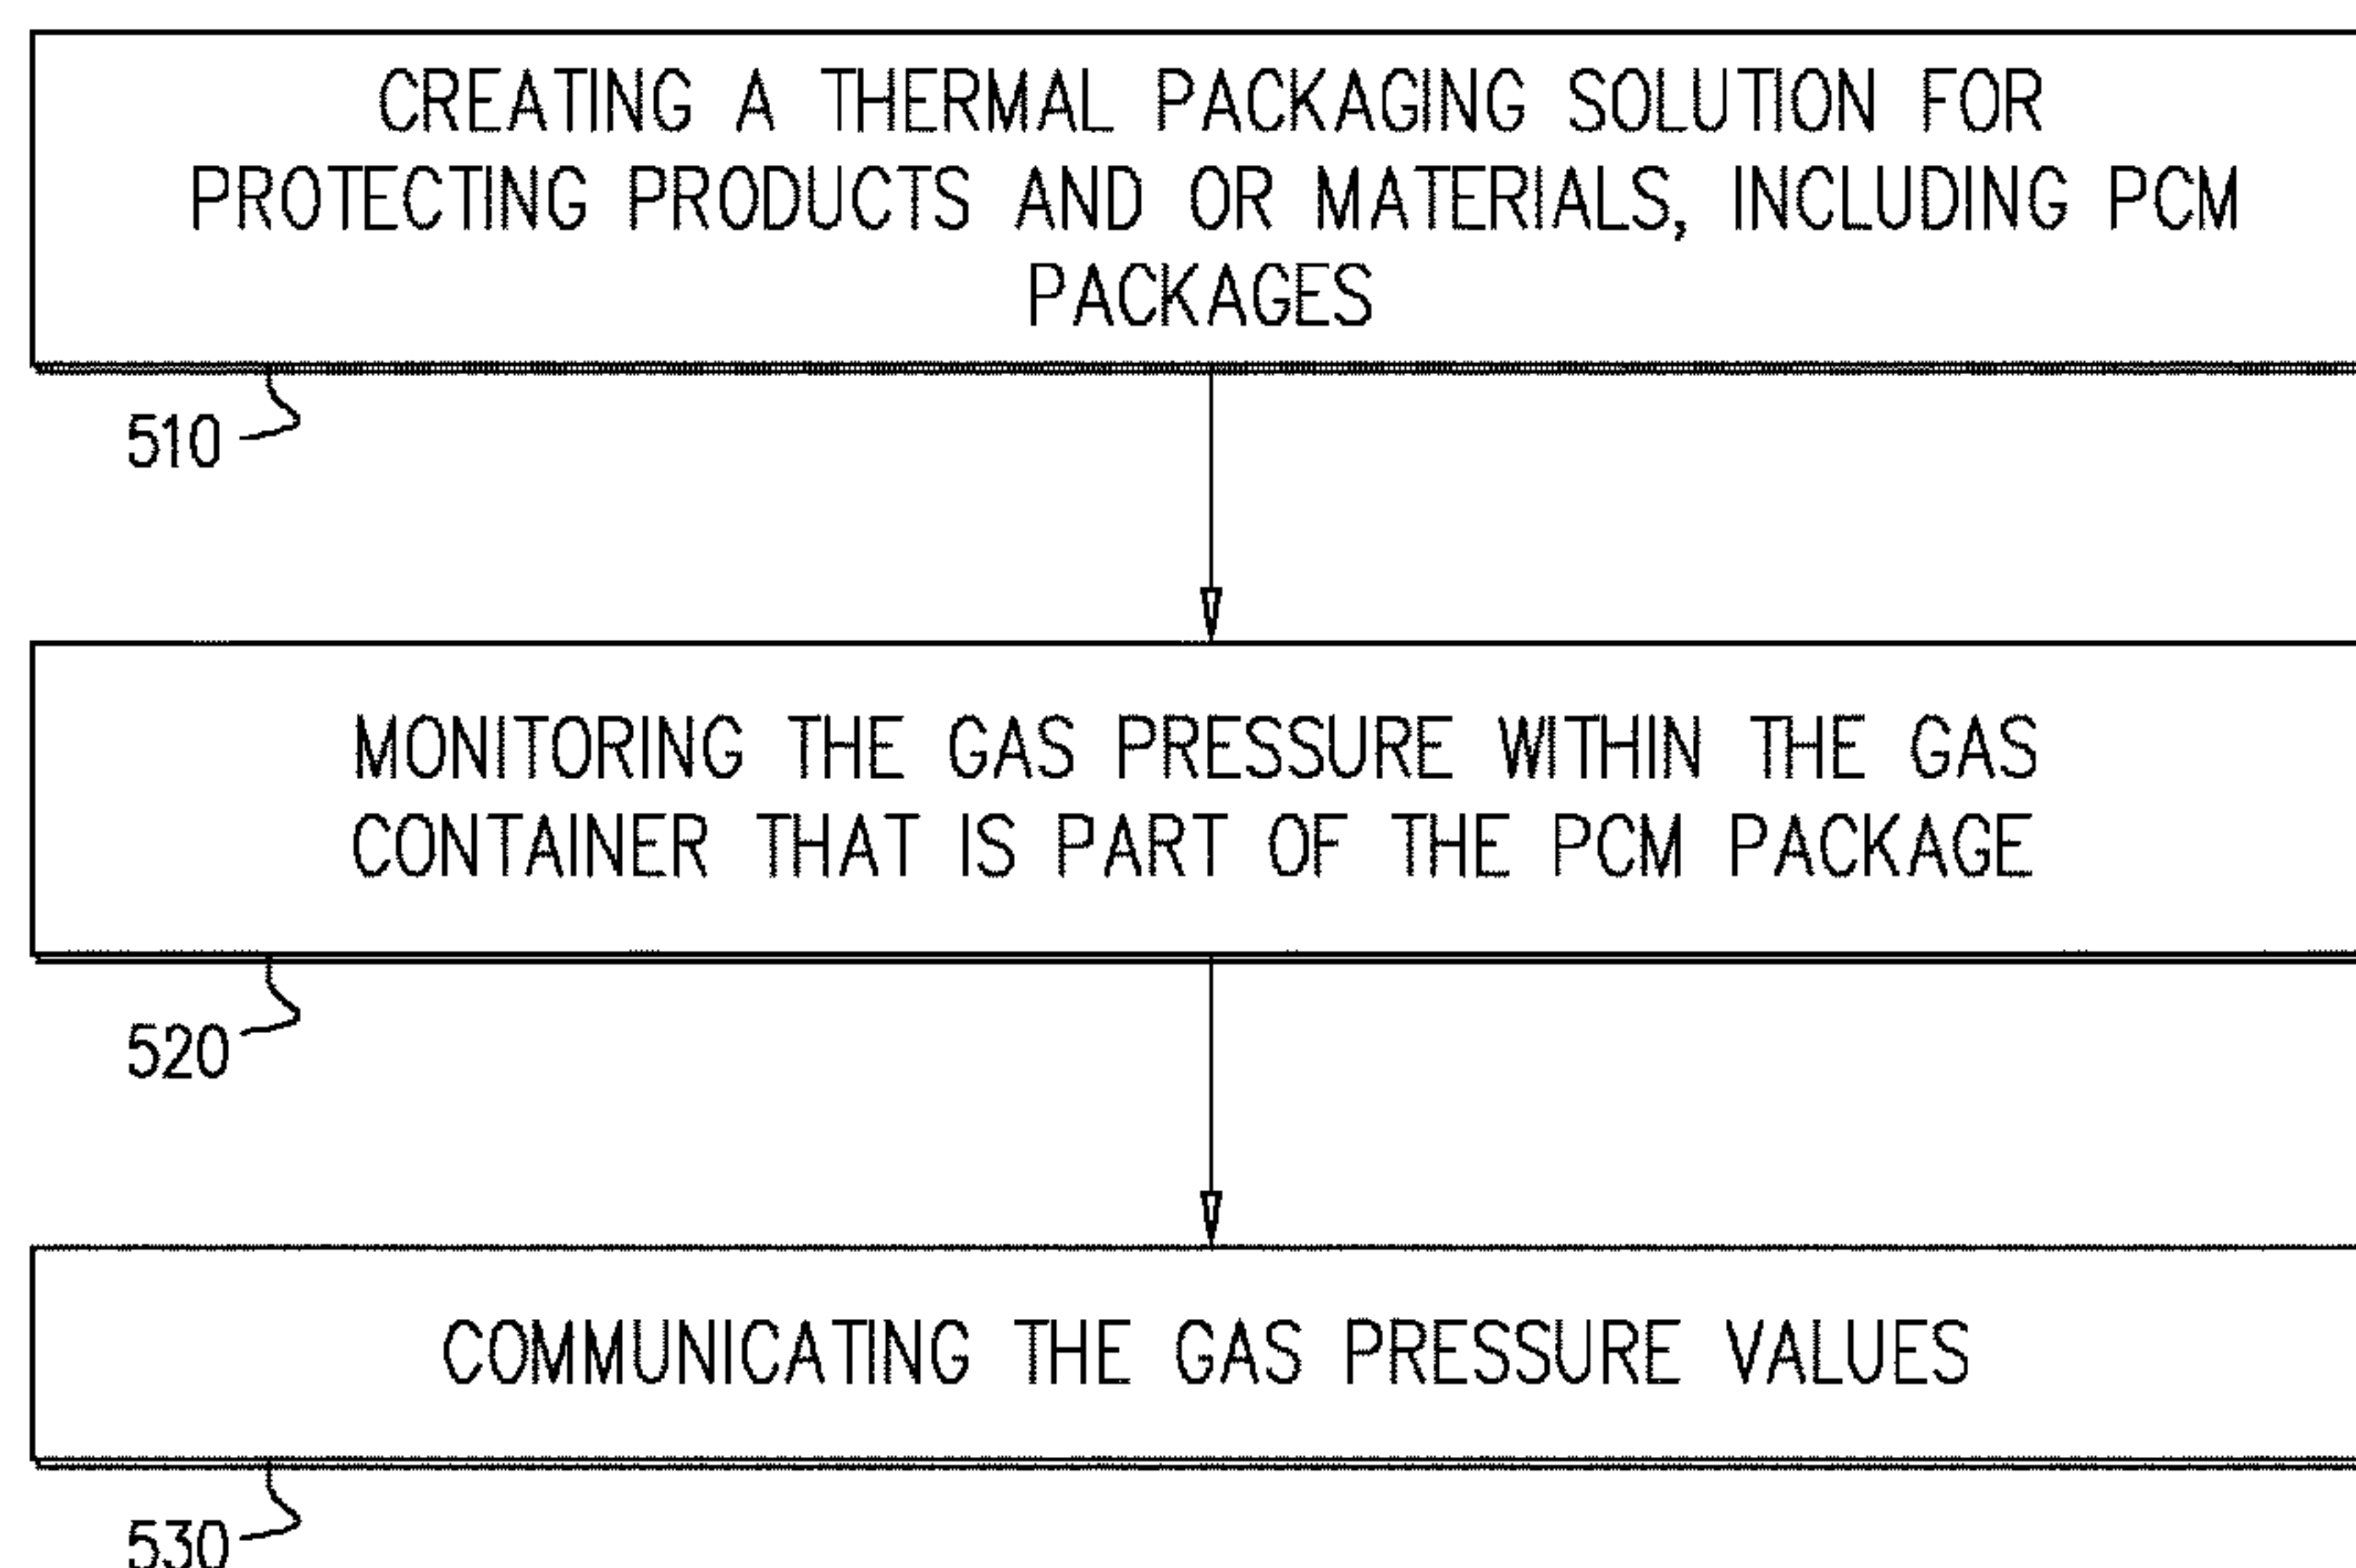 CREATING A THERMAL PACKAGING SOLUTION FOR
PROTECTING PRODUCTS AND OR MATERIALS, INCLUDING PCM
PACKAGES
510
MONITORING THE GAS PRESSURE WITHIN THE GAS
CONTAINER THAT IS PART OF THE PCM PACKAGE
520
COMMUNICATING THE GAS PRESSURE VALUES
530